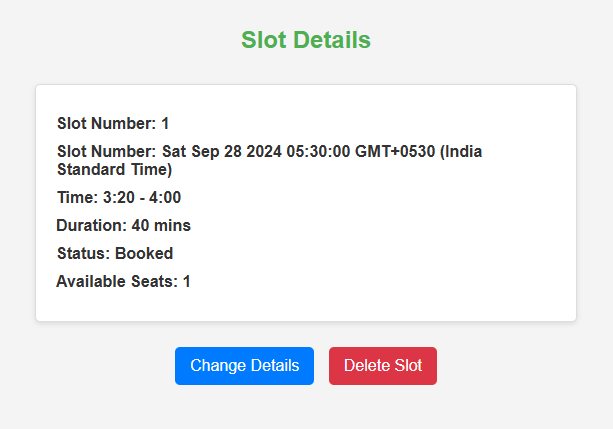 Slot Details
Slot Number: 1
Slot Number: Sat Sep 28 2024 05:30:00 GMT+0530 (India
Standard Time)
Time: 3:20 - 4:00
Duration: 40 mins
Status: Booked
Available Seats: 1
Change Details
Delete Slot